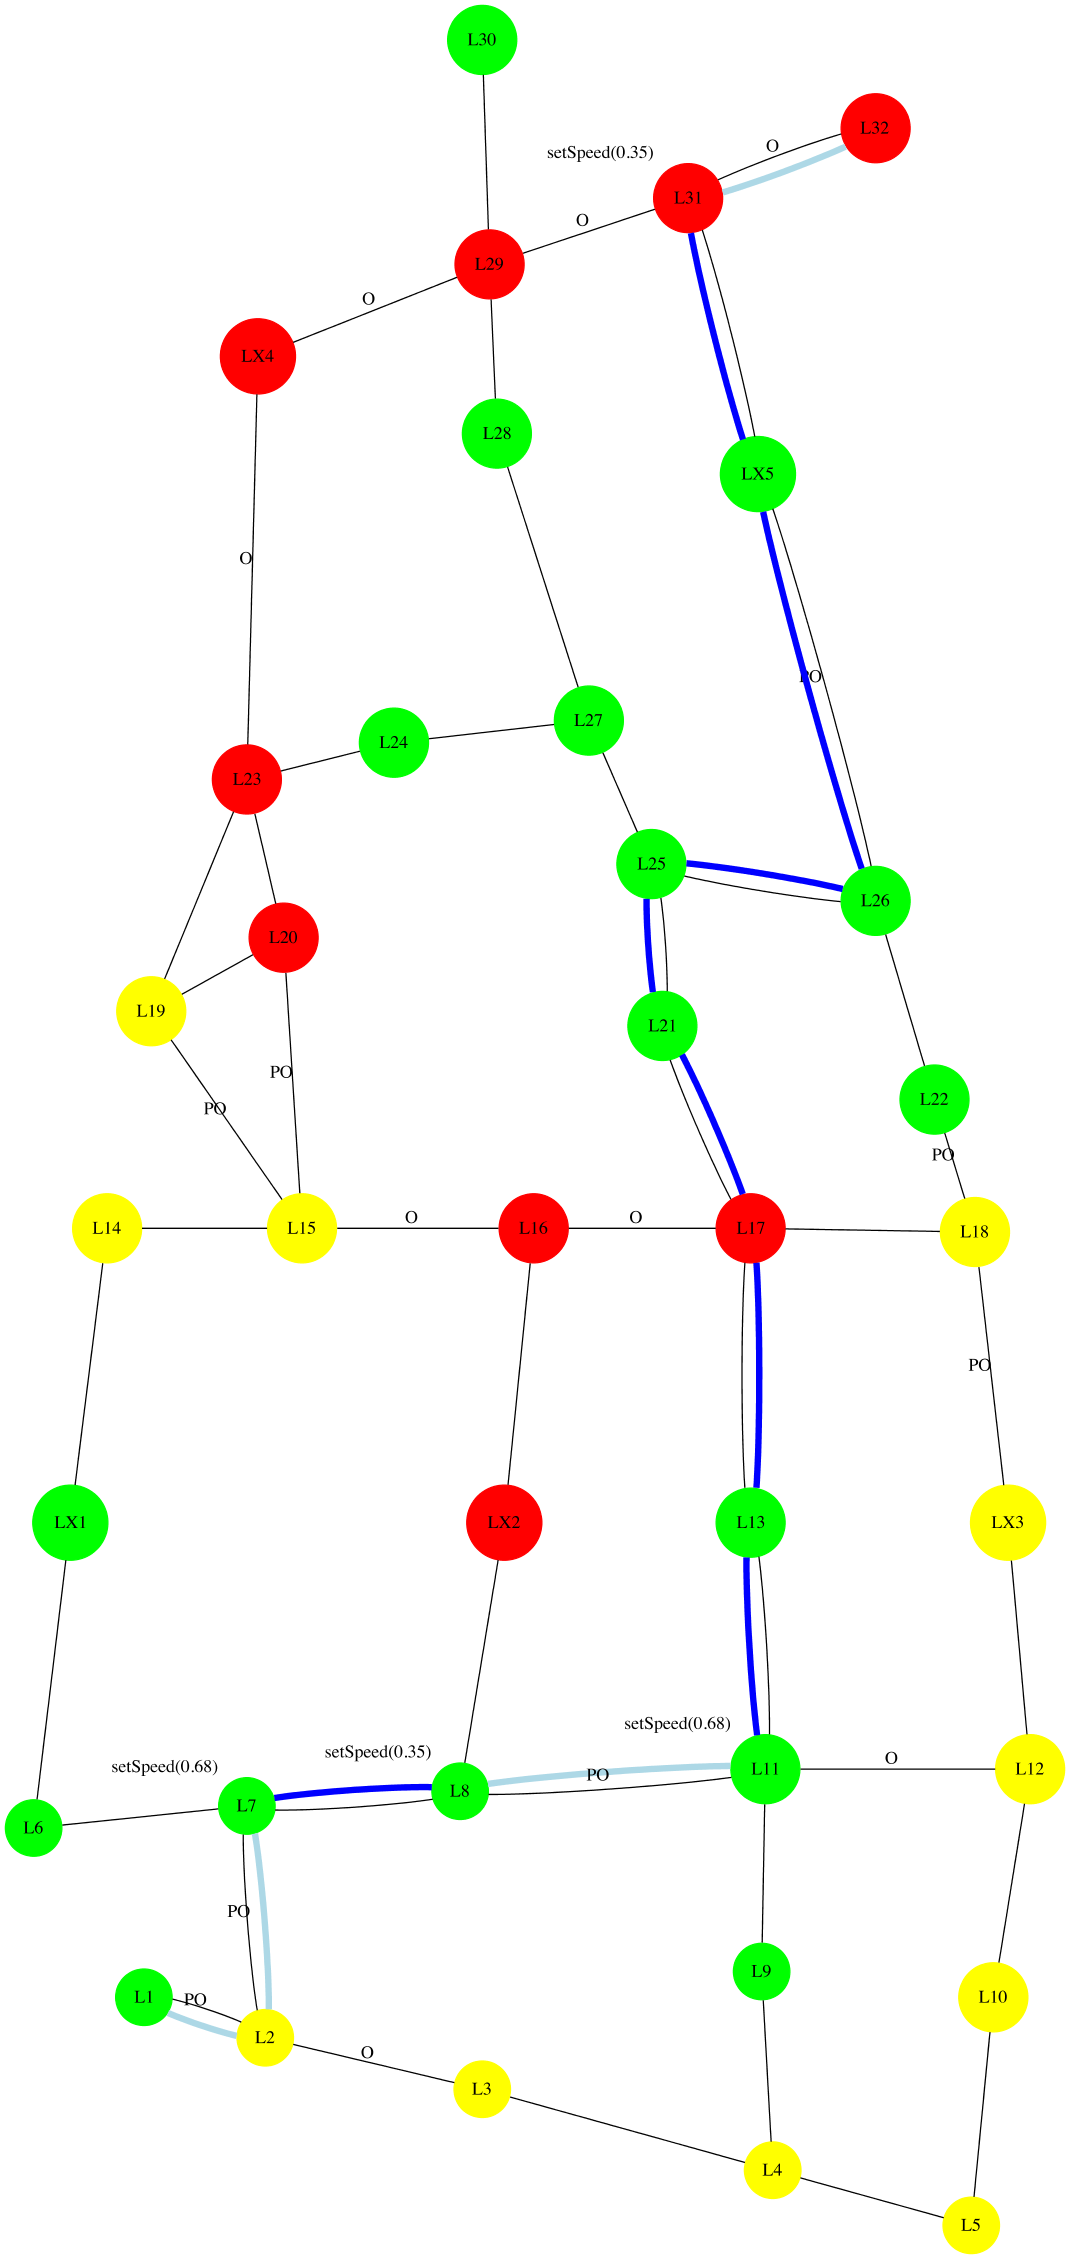 L30
L32
O
setSpeed(0.35)
L31
O
L29
O
LX4
L28
LX5
O
PO
L27
L24
L23
L25
L26
L20
L19
L21
PO
L22
PO
PO
L14
L15
O
L16
O
L17
L18
PO
LX1
LX2
L13
LX3
setSpeed(0.68)
setSpeed(0.35)
setSpeed(0.68)
O
L11
L12
PO
L8
L7
L6
PO
L9
L1
PO
L10
L2
O
L3
L4
L5